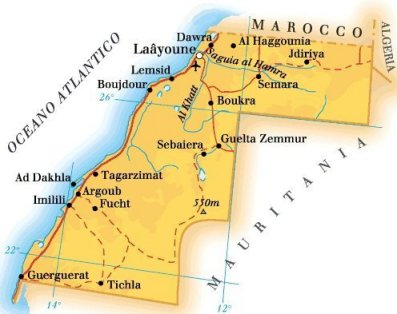 MAROCCO
ALGERIA
Dawra
Al Haggounia
Laâyoune
Jdiriya
Saguia al Hamra
Lemsid
Semara
Boujdour
Al Khatt
Boukra
26°
OCEANO ATLANTICO
Sebaiera
Guelta Zemmur
MAURITANIA
Ad Dakhla
Tagarzimat
Argoub
Imilili
Fucht
550m
22°
Guerguerat
Tichla
14°
12°